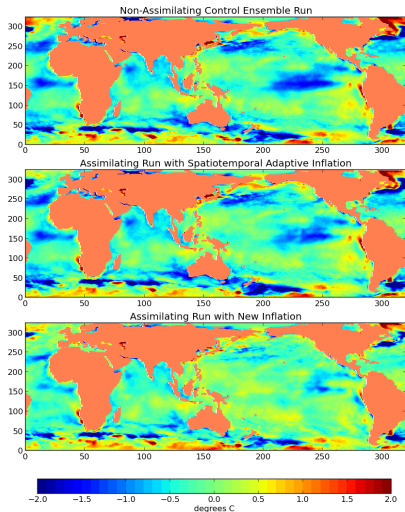 Non-Assimilating Control Ensemble Run
300
250
200
150
100
50
0
0 50 100 150 200 250 300
Assimilating Run with Spatiotemporal Adaptive Inflation
300
250
200
150
100
50
0
0 50 100 150 200 250 300
Assimilating Run with New Inflation
300
250
200
150
100
50
0
0 50 100 150 200 250 300
−2.0 −1.5 −1.0 −0.5 0.0 0.5 1.0 1.5 2.0
degrees C